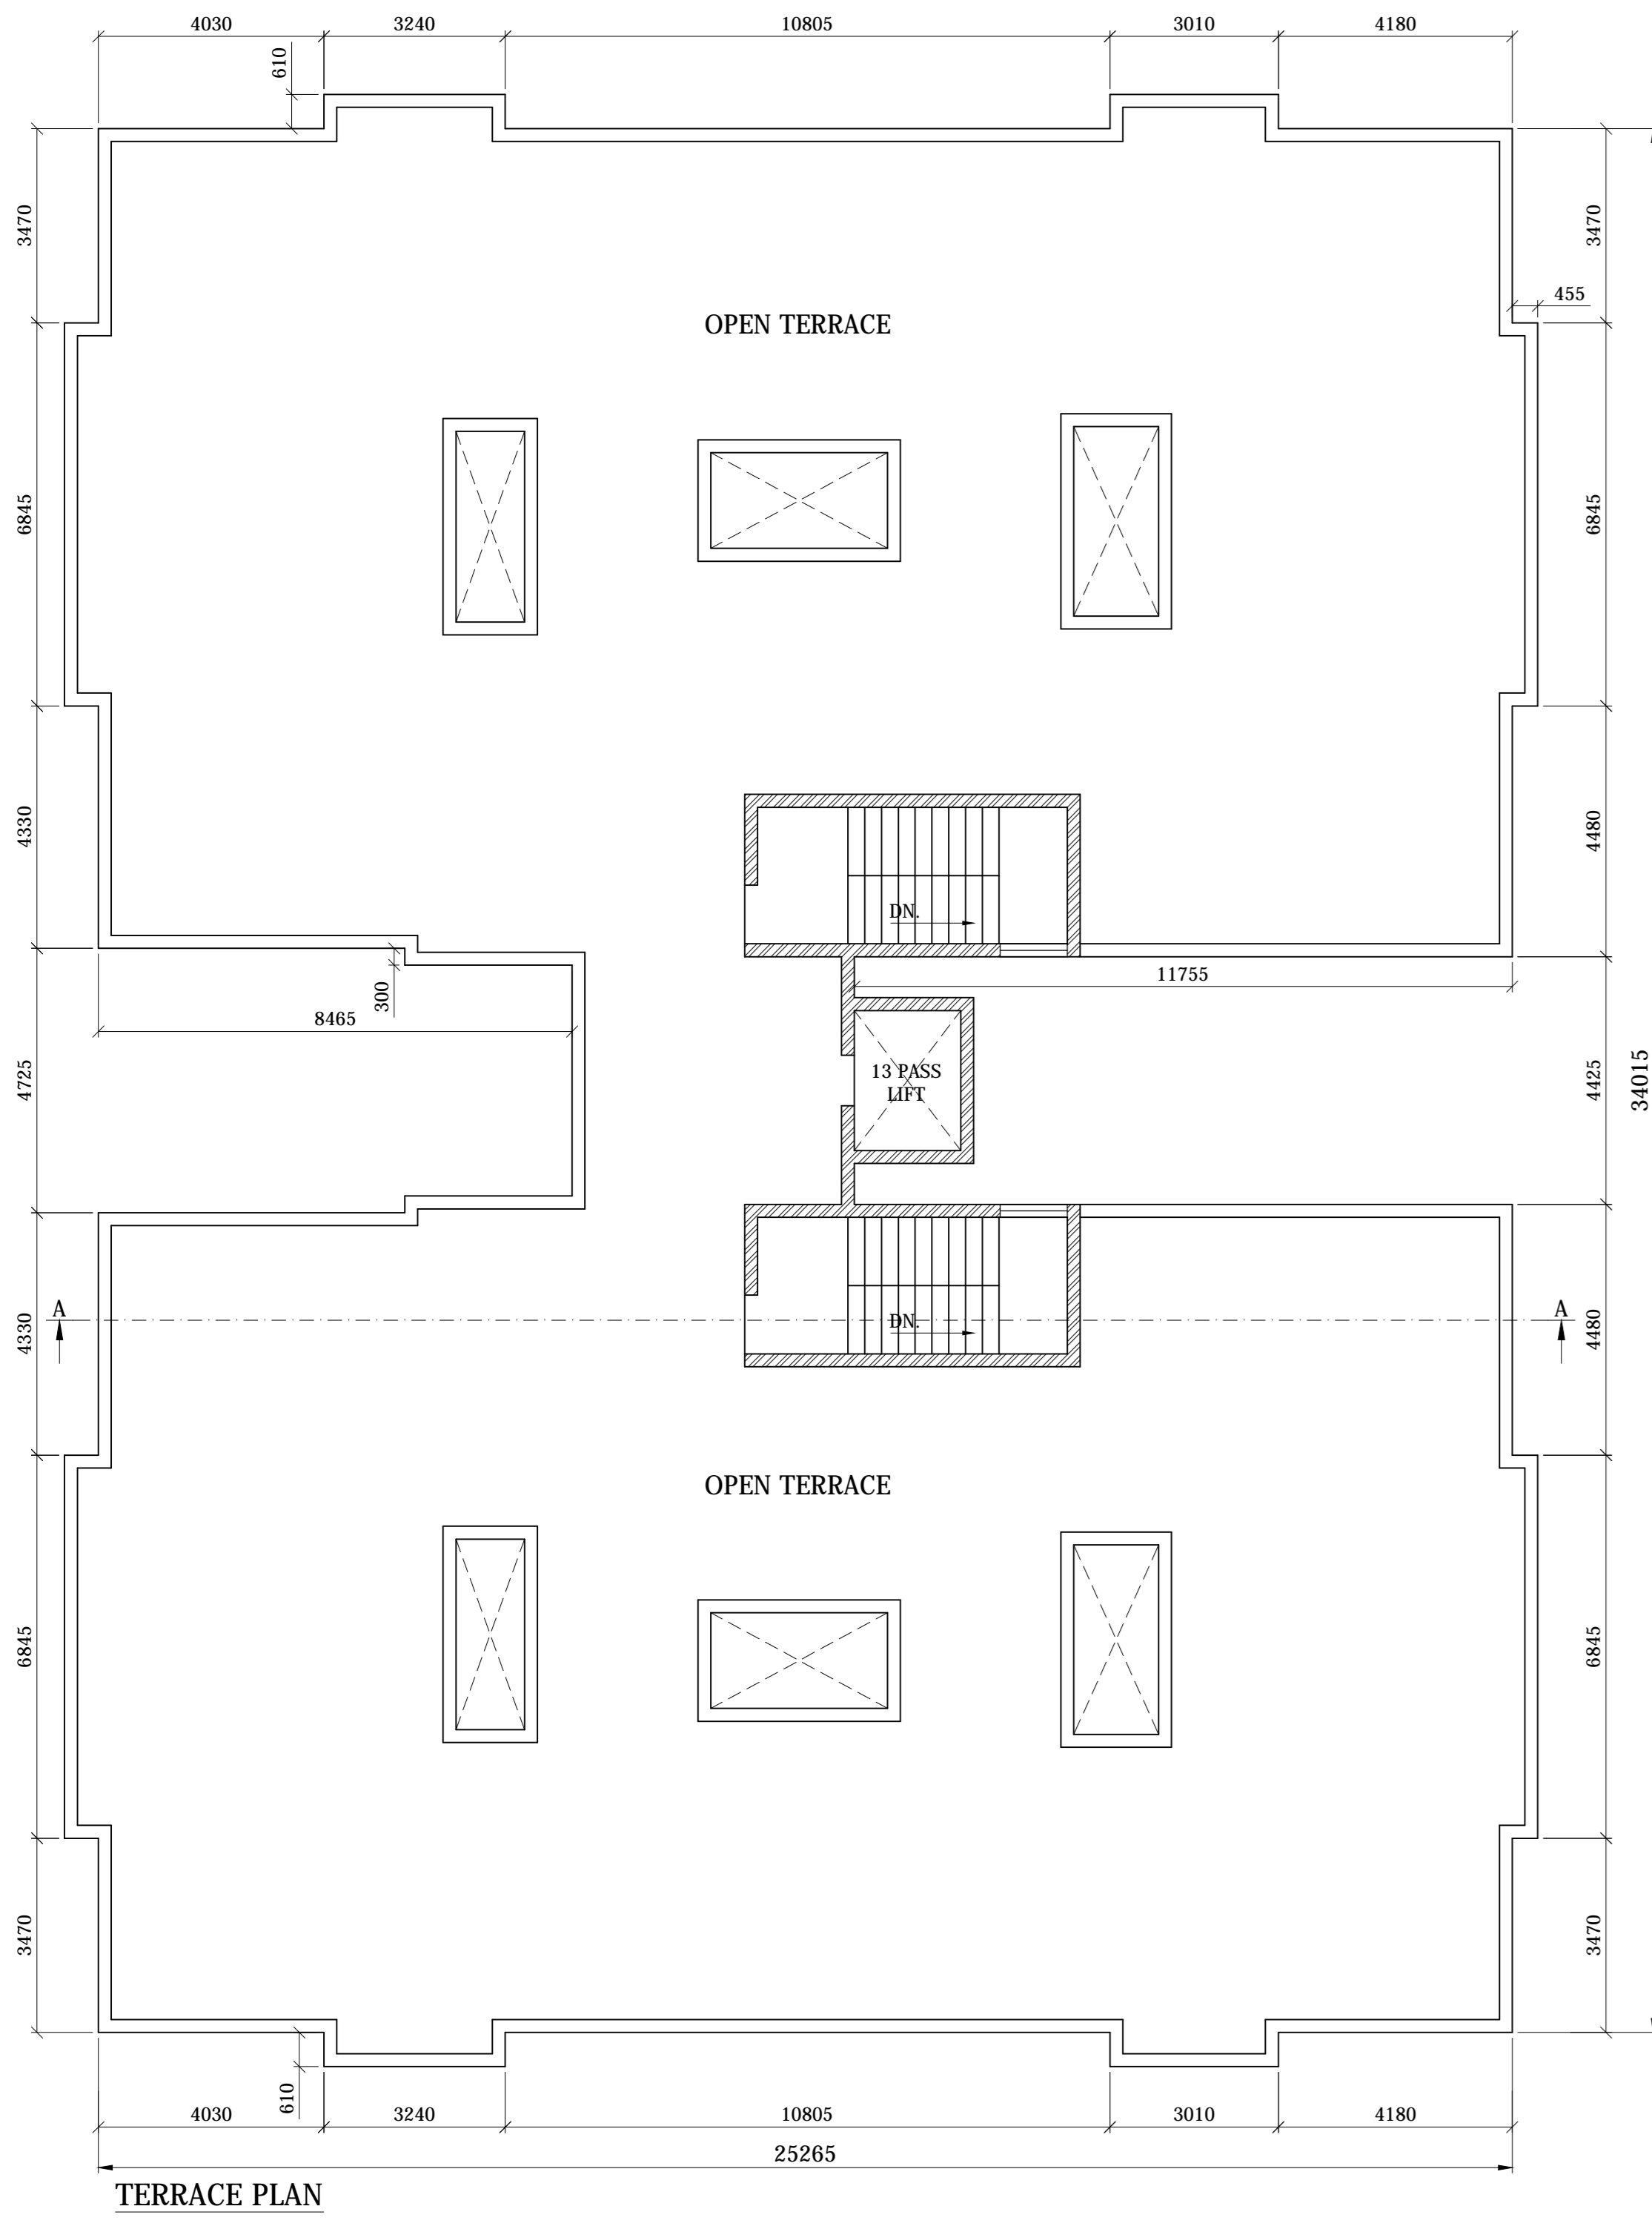 4030 3240 10805 3010 4180
610
3470 3470
455
OPEN TERRACE
6845 6845
4330 4480
DN.
11755
300
8465
13 PASS
LIFT
4725 4425 34015
A A
4330 4480
DN.
OPEN TERRACE
6845 6845
3470 3470
610
4030 3240 10805 3010 4180
25265
TERRACE PLAN